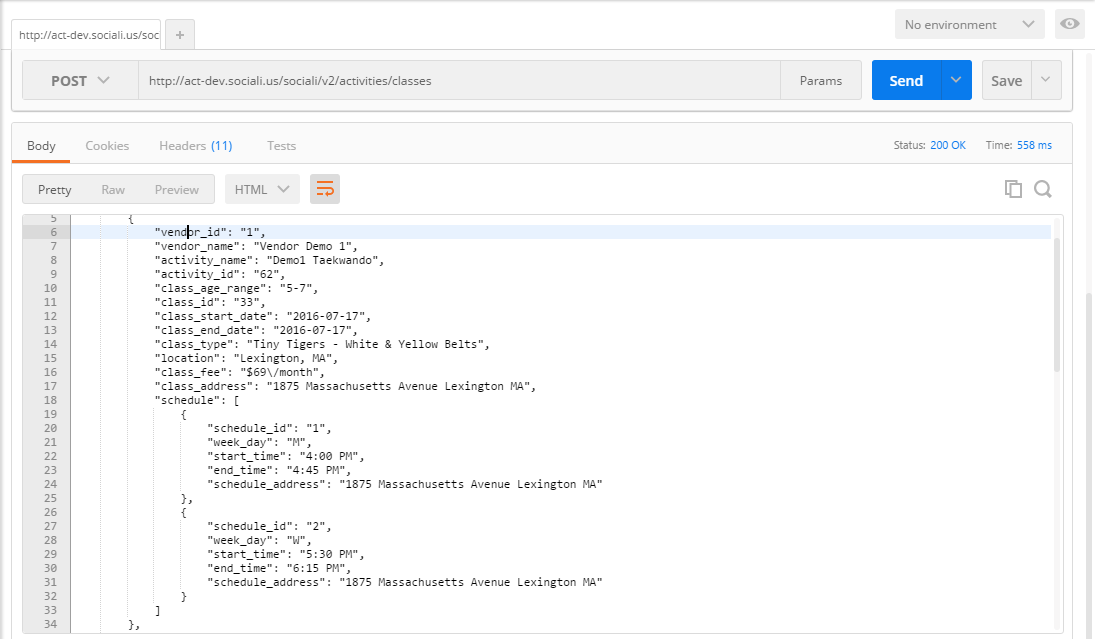 http://act-dev.sociali.us/soc +
No environment
POST http://act-dev.sociali.us/sociali/v2/activities/classes Params Send Save
Body Cookies Headers (11) Tests Status: 200 OK Time: 558 ms
Pretty Raw Preview HTML
5 {
6 "vendor_id": "1",
7 "vendor_name": "Vendor Demo 1",
8 "activity_name": "Demo1 Taekwando",
9 "activity_id": "62",
10 "class_age_range": "5-7",
11 "class_id": "33",
12 "class_start_date": "2016-07-17",
13 "class_end_date": "2016-07-17",
14 "class_type": "Tiny Tigers - White & Yellow Belts",
15 "location": "Lexington, MA",
16 "class_fee": "$69\/month",
17 "class_address": "1875 Massachusetts Avenue Lexington MA",
18 "schedule": [
19 {
20 "schedule_id": "1",
21 "week_day": "M",
22 "start_time": "4:00 PM",
23 "end_time": "4:45 PM",
24 "schedule_address": "1875 Massachusetts Avenue Lexington MA"
25 },
26 {
27 "schedule_id": "2",
28 "week_day": "W",
29 "start_time": "5:30 PM",
30 "end_time": "6:15 PM",
31 "schedule_address": "1875 Massachusetts Avenue Lexington MA"
32 }
33 ]
34 },